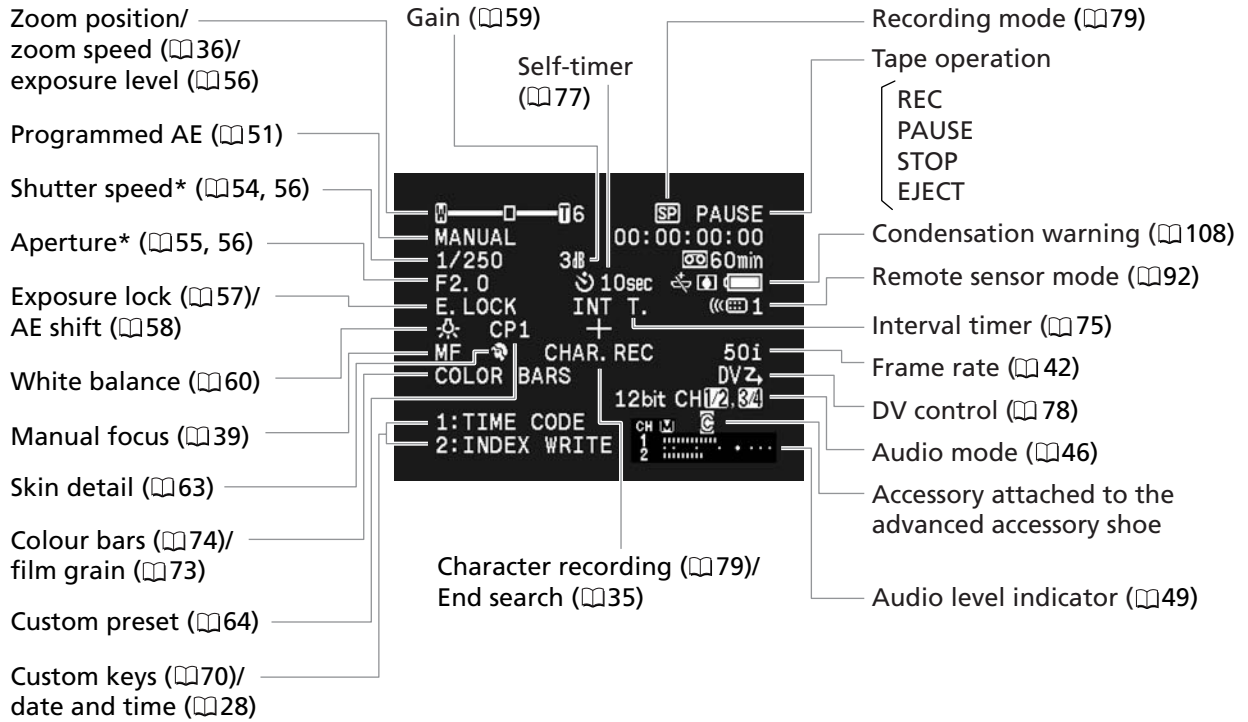 Zoom position/
zoom speed (36)/
exposure level (56)
Programmed AE (51)
Shutter speed* (54, 56)
Aperture* (55, 56)
Exposure lock (57)/
AE shift (58)
White balance (60)
Manual focus (39)
Skin detail (63)
Colour bars (74)/
film grain (73)
Custom preset (64)
Custom keys (70)/
date and time (28)
Gain (59)
Self-timer
(77)
W T6 SP PAUSE
MANUAL 00:00:00:00
1/250 3dB 60min
F2.0 10sec
E.LOCK INT T. 1
CP1
MF CHAR.REC 50i
COLOR BARS DV
12bit CH1/2,3/4
1:TIME CODE CH M C
2:INDEX WRITE 1
2
Character recording (79)/
End search (35)
Recording mode (79)
Tape operation
REC
PAUSE
STOP
EJECT
Condensation warning (108)
Remote sensor mode (92)
Interval timer (75)
Frame rate (42)
DV control (78)
Audio mode (46)
Accessory attached to the
advanced accessory shoe
Audio level indicator (49)